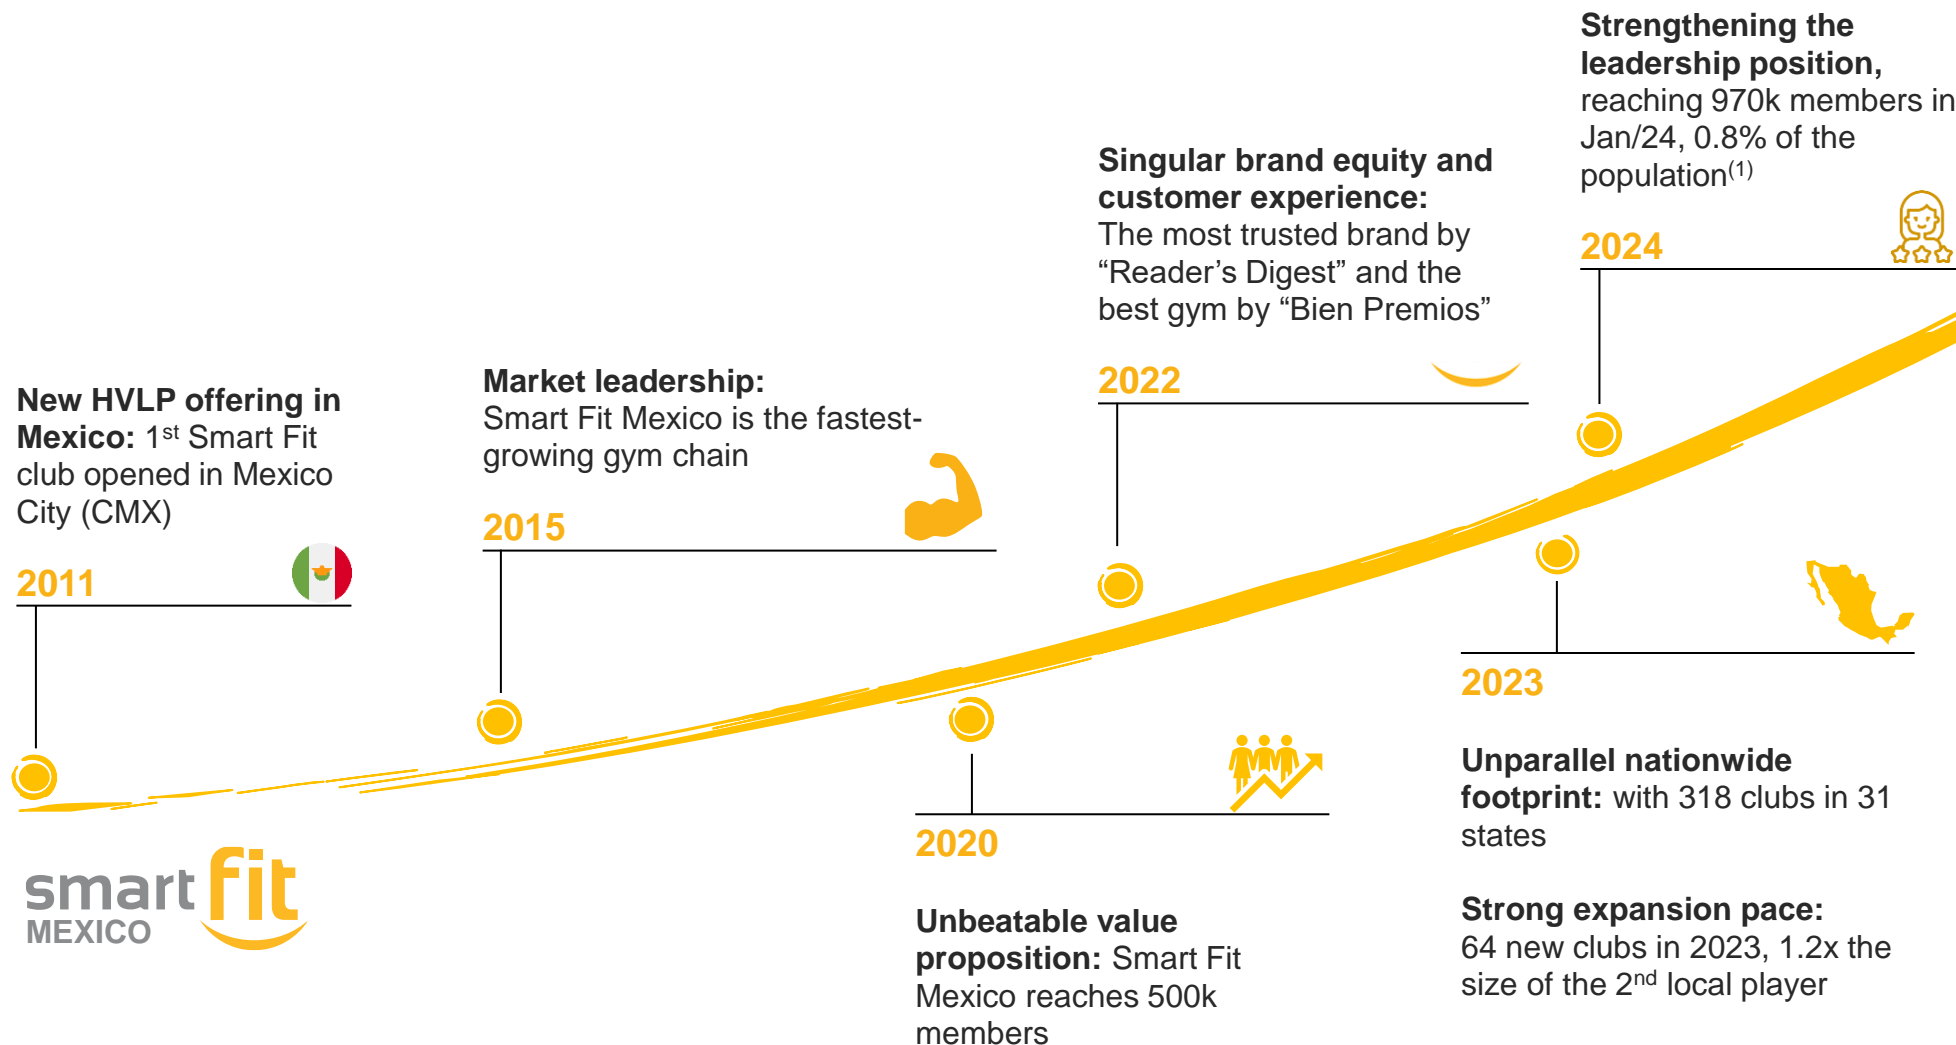 New HVLP offering in
Mexico: 1st Smart Fit
club opened in Mexico
City (CMX)
2011
Market leadership:
Smart Fit Mexico is the fastest-
growing gym chain
2015
Unbeatable value
proposition: Smart Fit
Mexico reaches 500k
members
2020
Singular brand equity and
customer experience:
The most trusted brand by
“Reader’s Digest” and the
best gym by “Bien Premios”
2022
2023
Unparallel nationwide
footprint: with 318 clubs in 31
states
Strong expansion pace:
64 new clubs in 2023, 1.2x the
size of the 2nd local player
Strengthening the
leadership position,
reaching 970k members in
Jan/24, 0.8% of the
population(1)
2024
smart fit
MEXICO